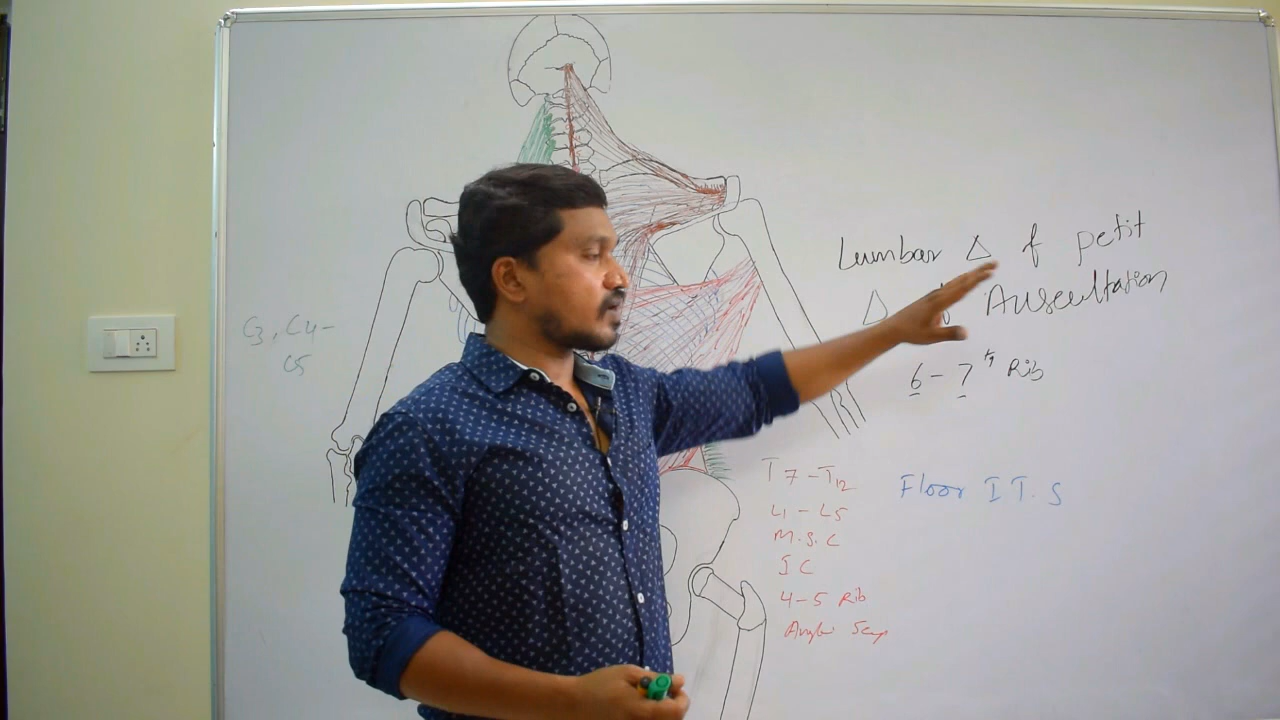 Lumbar Δ of petit
Δ of Auscultation
6 - 7th Rib
C3, C4 -
C5
T7 - T12
L1 - L5
M.S.C
I C
4-5 Rib
Angle Scap
Floor I T. S